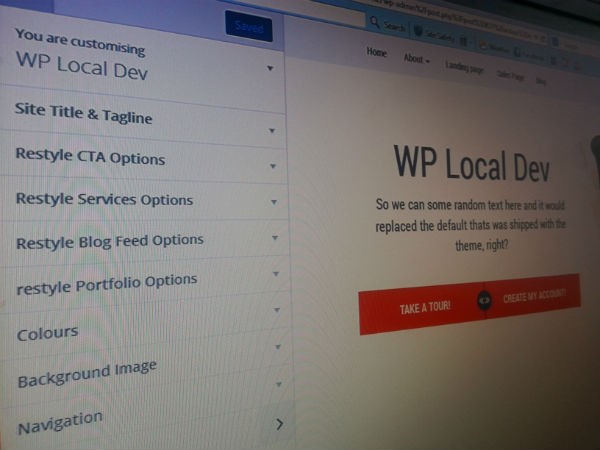 Saved
You are customising
WP Local Dev
Site Title & Tagline
Restyle CTA Options
Restyle Services Options
Restyle Blog Feed Options
restyle Portfolio Options
Colours
Background Image
Navigation
Search
Site Safety
Home
About
Landing page
Sales Page
Blog
WP Local Dev
So we can some random text here and it would
replaced the default thats was shipped with the
theme, right?
TAKE A TOUR!
CREATE MY ACCOUNT!